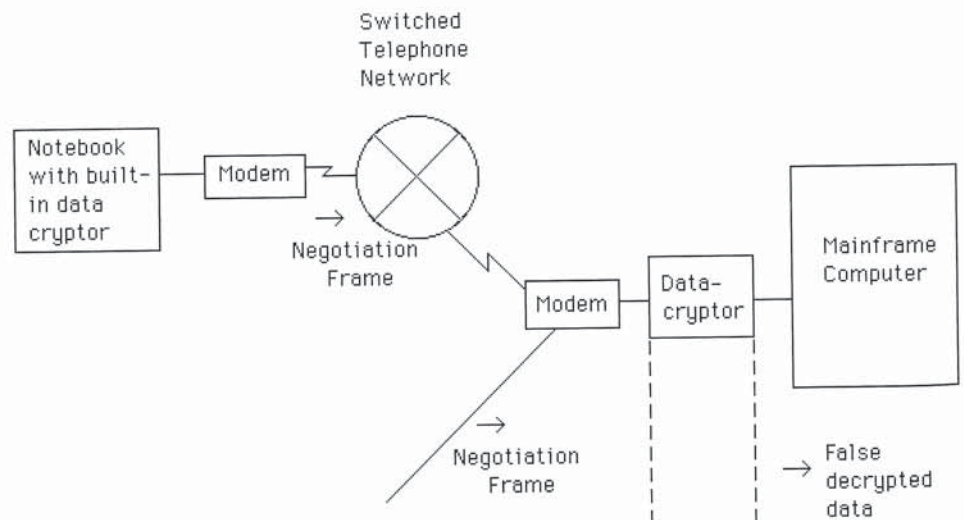 Switched
Telephone
Network
Notebook
with built-
in data
cryptor
Modem
→
Negotiation
Frame
Modem
Data-
cryptor
Mainframe
Computer
→
Negotiation
Frame
→ False
decrypted
data